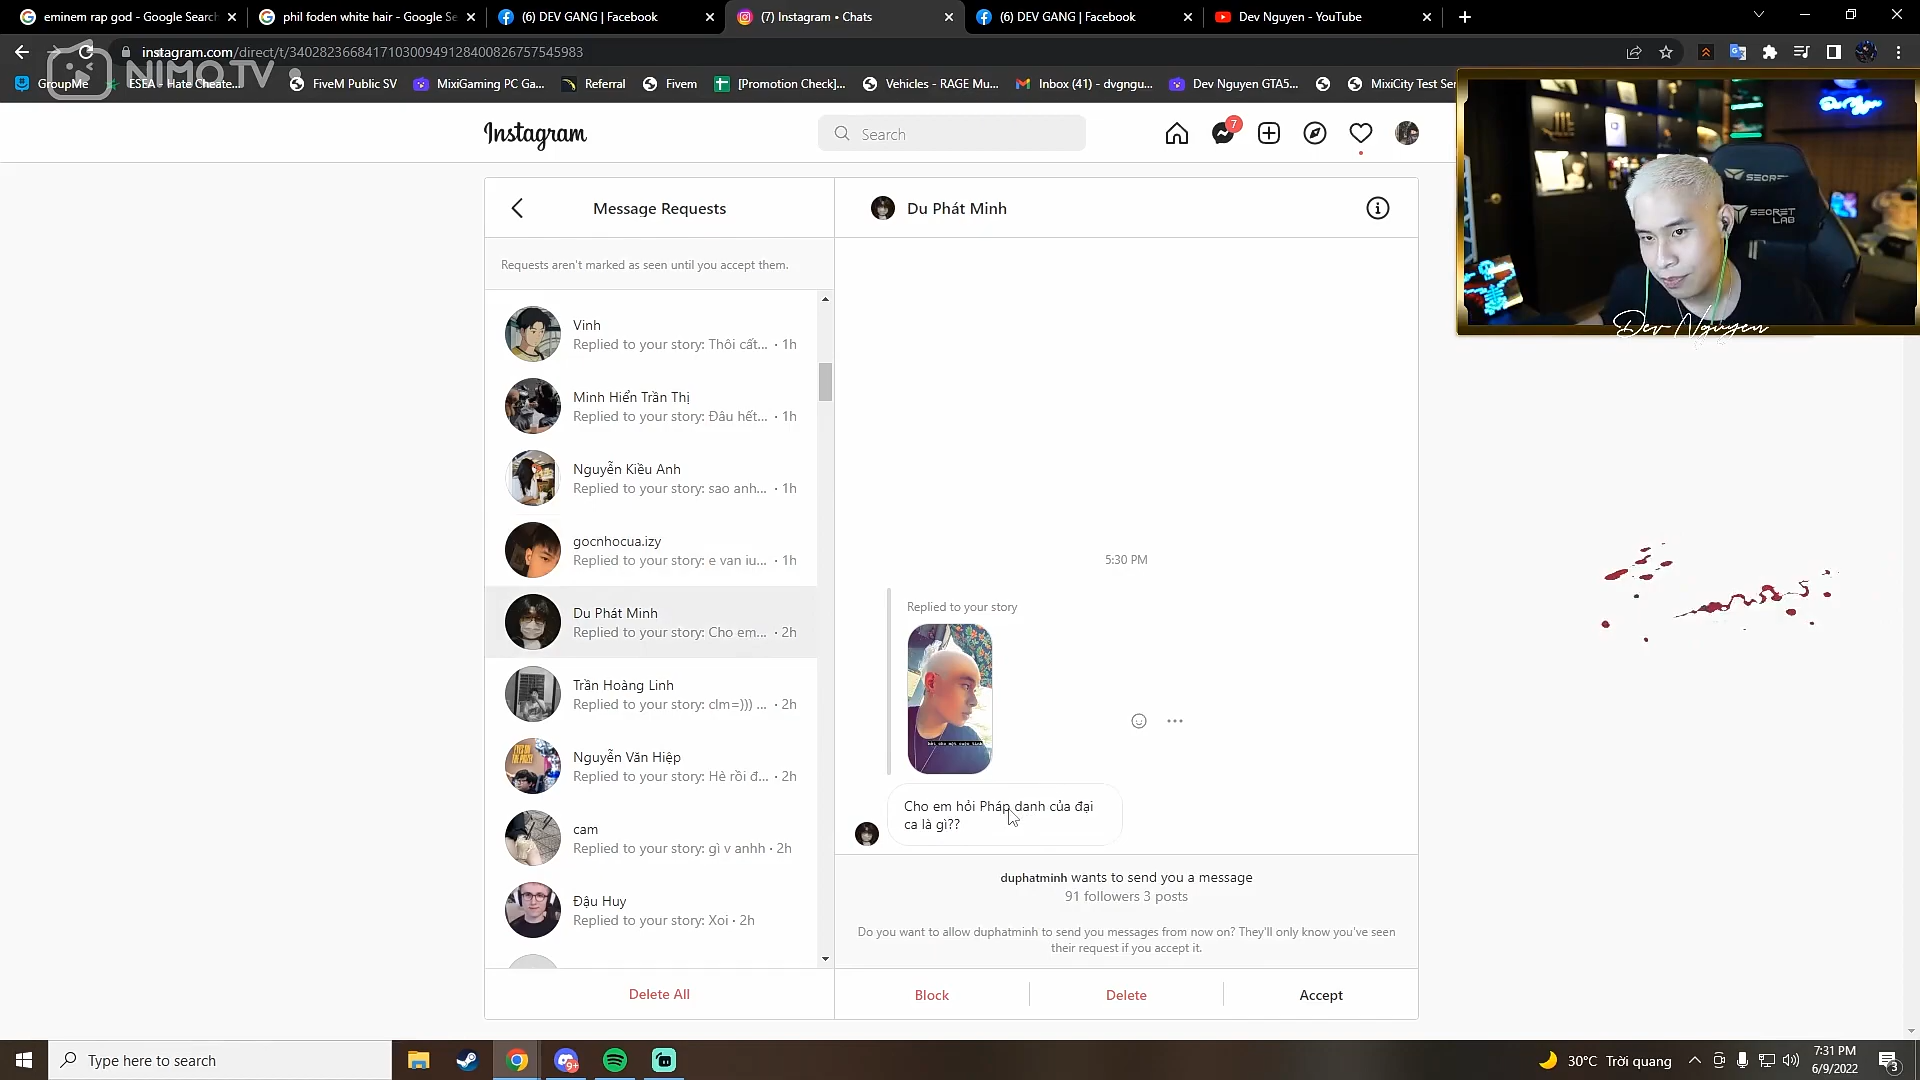 eminem rap god - Google Search
phil foden white hair - Google Se
(6) DEV GANG | Facebook
(7) Instagram • Chats
(6) DEV GANG | Facebook
Dev Nguyen - YouTube
instagram.com/direct/t/340282366841710300949128400826757545983
NIMO TV
GroupMe
ESEA - Hate Cheate...
FiveM Public SV
MixiGaming PC Ga...
Referral
Fivem
[Promotion Check]...
Vehicles - RAGE Mu...
Inbox (41) - dvgngu...
Dev Nguyen GTA5...
MixiCity Test Ser
Instagram
Search
7
Message Requests
Du Phát Minh
Requests aren't marked as seen until you accept them.
Vinh
Replied to your story: Thôi cất... · 1h
Minh Hiển Trần Thị
Replied to your story: Đâu hết... · 1h
Nguyễn Kiều Anh
Replied to your story: sao anh... · 1h
gocnhocua.izy
Replied to your story: e van iu... · 1h
Du Phát Minh
Replied to your story: Cho em... · 2h
Trần Hoàng Linh
Replied to your story: clm=))) ... · 2h
Nguyễn Văn Hiệp
Replied to your story: Hè rồi đ... · 2h
cam
Replied to your story: gì v anhh · 2h
Đậu Huy
Replied to your story: Xoi · 2h
Delete All
5:30 PM
Replied to your story
Cho em hỏi Pháp danh của đại
ca là gì??
duphatminh wants to send you a message
91 followers 3 posts
Do you want to allow duphatminh to send you messages from now on? They'll only know you've seen
their request if you accept it.
Block
Delete
Accept
SECRET
SECRET
LAB
Dev Nguyen
Type here to search
9+
30°C Trời quang
7:31 PM
6/9/2022
3